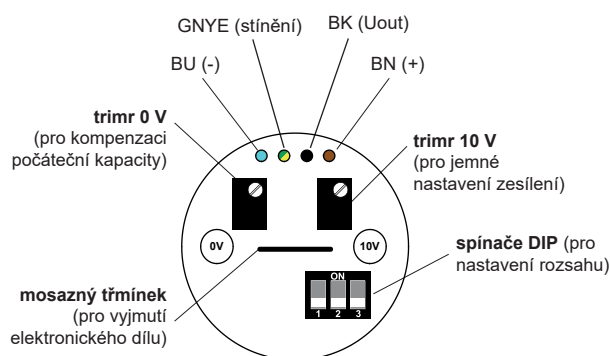 GNYE (stínění)
BK (Uout)
BU (-)
BN (+)
trimr 0 V
(pro kompenzaci
počáteční kapacity)
trimr 10 V
(pro jemné
nastavení zesílení)
0V
10V
spínače DIP (pro
nastavení rozsahu)
ON
1 2 3
mosazný třmínek
(pro vyjmutí
elektronického dílu)